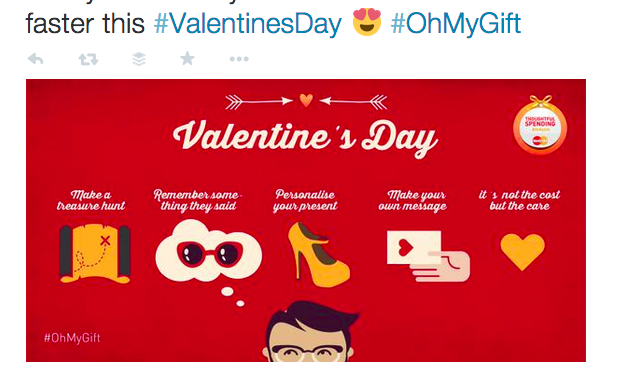 faster this #ValentinesDay 😍 #OhMyGift
Valentine's Day
THOUGHTFUL
SPENDING
Make a
treasure hunt
Remember some-
thing they said
Personalise
your present
Make your
own message
it's not the cost
but the care
#OhMyGift